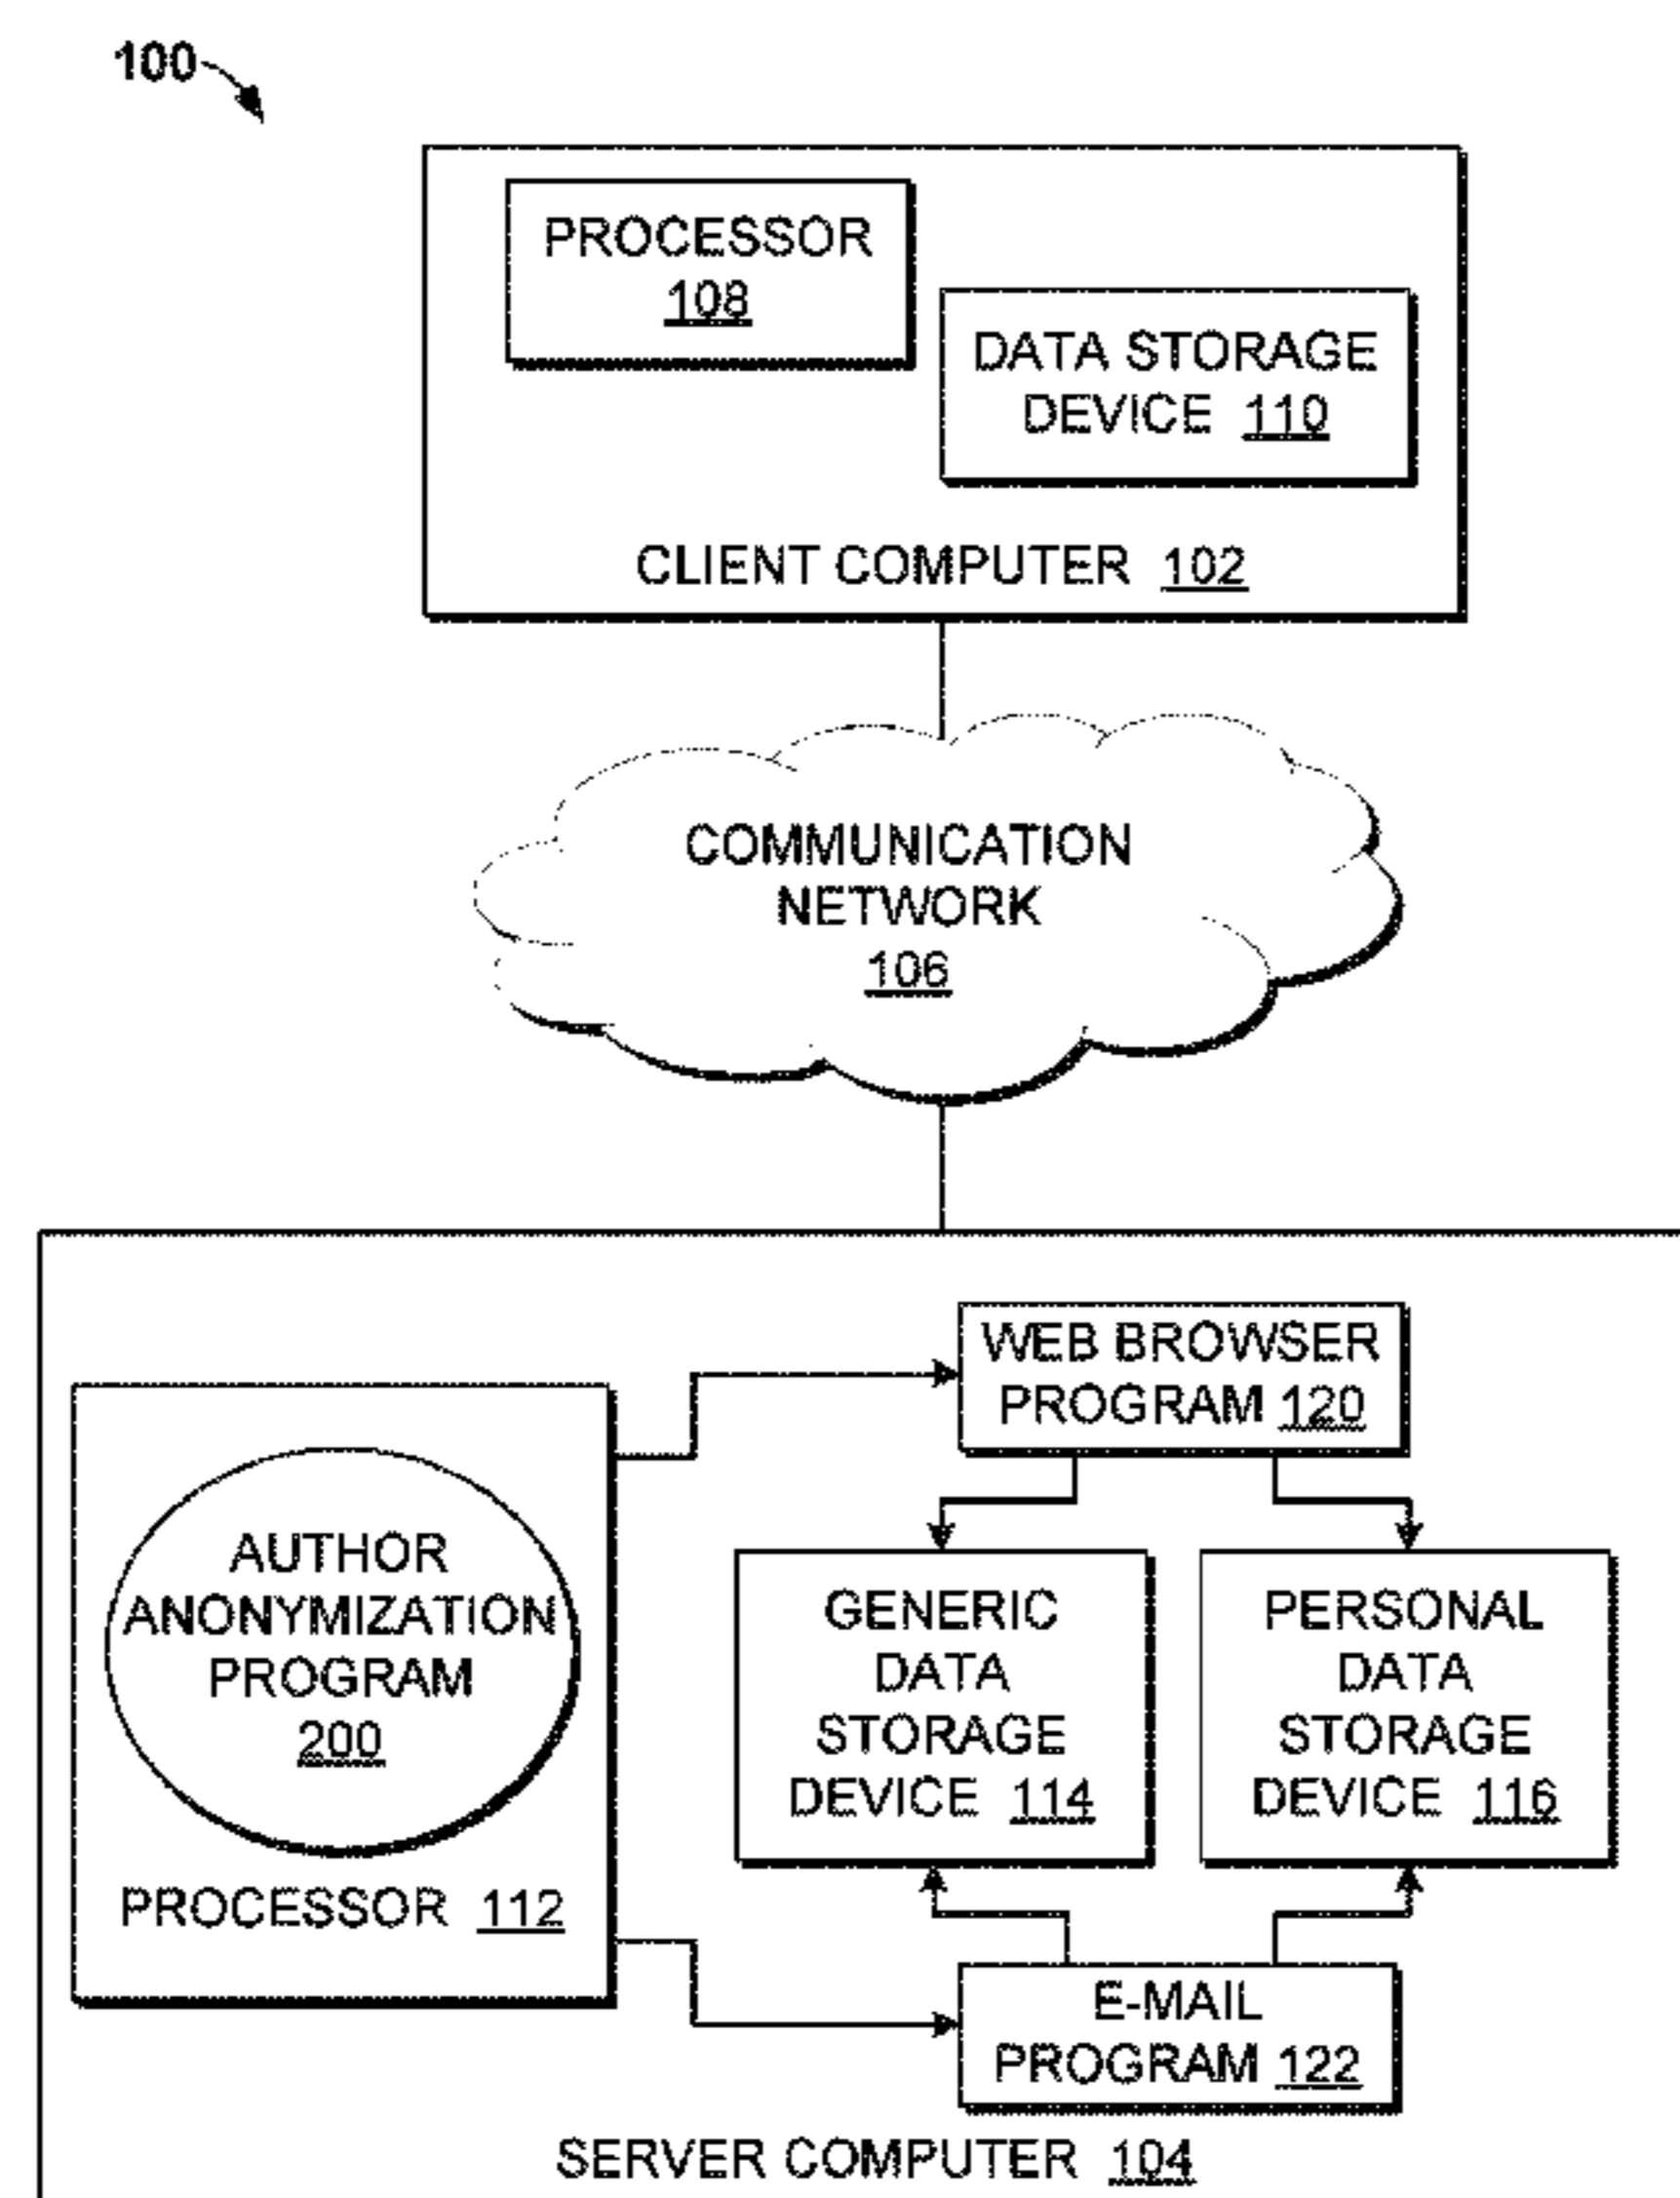 100
PROCESSOR
108
DATA STORAGE
DEVICE 110
CLIENT COMPUTER 102
COMMUNICATION
NETWORK
106
WEB BROWSER
PROGRAM 120
AUTHOR
ANONYMIZATION
PROGRAM
200
PROCESSOR 112
GENERIC
DATA
STORAGE
DEVICE 114
PERSONAL
DATA
STORAGE
DEVICE 116
E-MAIL
PROGRAM 122
SERVER COMPUTER 104